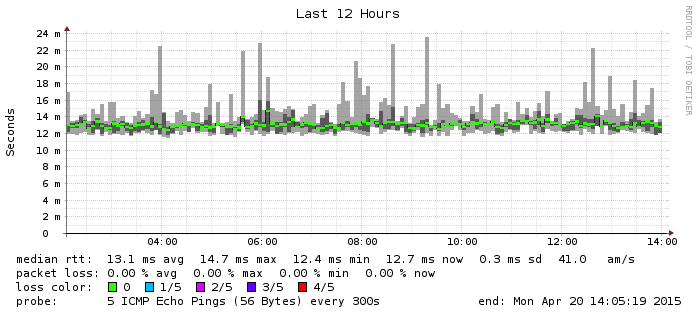 Last 12 Hours
RRDTOOL / TOBI OETIKER
Seconds
24 m
22 m
20 m
18 m
16 m
14 m
12 m
10 m
8 m
6 m
4 m
2 m
0
04:00 06:00 08:00 10:00 12:00 14:00
median rtt: 13.1 ms avg 14.7 ms max 12.4 ms min 12.7 ms now 0.3 ms sd 41.0 am/s
packet loss: 0.00 % avg 0.00 % max 0.00 % min 0.00 % now
loss color: 0 1/5 2/5 3/5 4/5
probe: 5 ICMP Echo Pings (56 Bytes) every 300s end: Mon Apr 20 14:05:19 2015